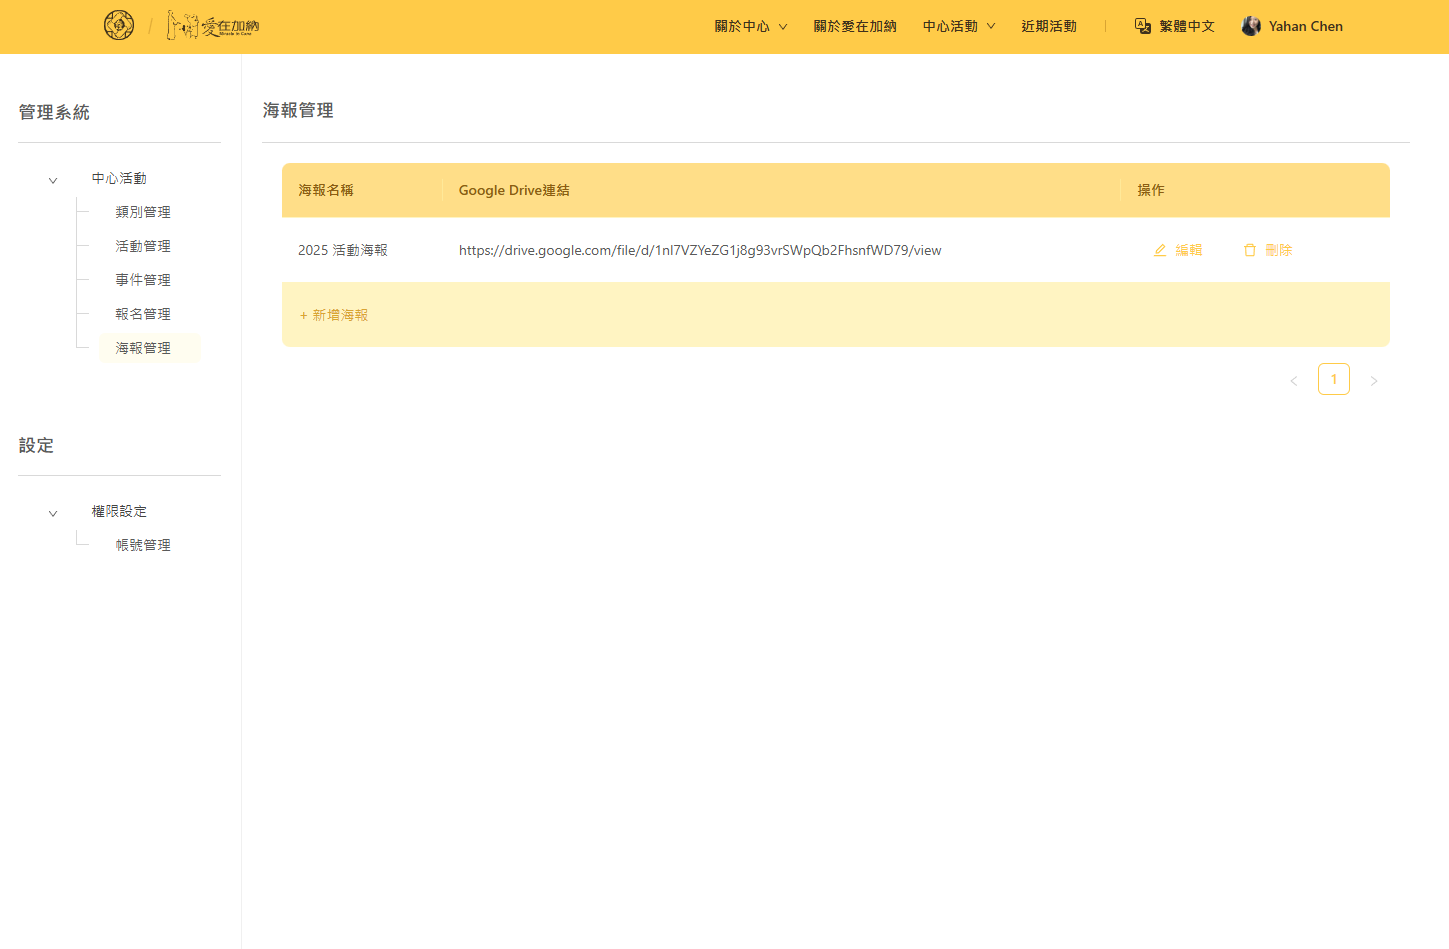 愛在加納 關於中心 關於愛在加納 中心活動 近期活動 繁體中文 Yahan Chen
Miracle in Cana
管理系統
中心活動
類別管理
活動管理
事件管理
報名管理
海報管理
設定
權限設定
帳號管理
海報管理
海報名稱 Google Drive連結 操作
2025 活動海報 https://drive.google.com/file/d/1nI7VZYeZG1j8g93vrSWpQb2FhsnfWD79/view 編輯 刪除
+ 新增海報
< 1 >